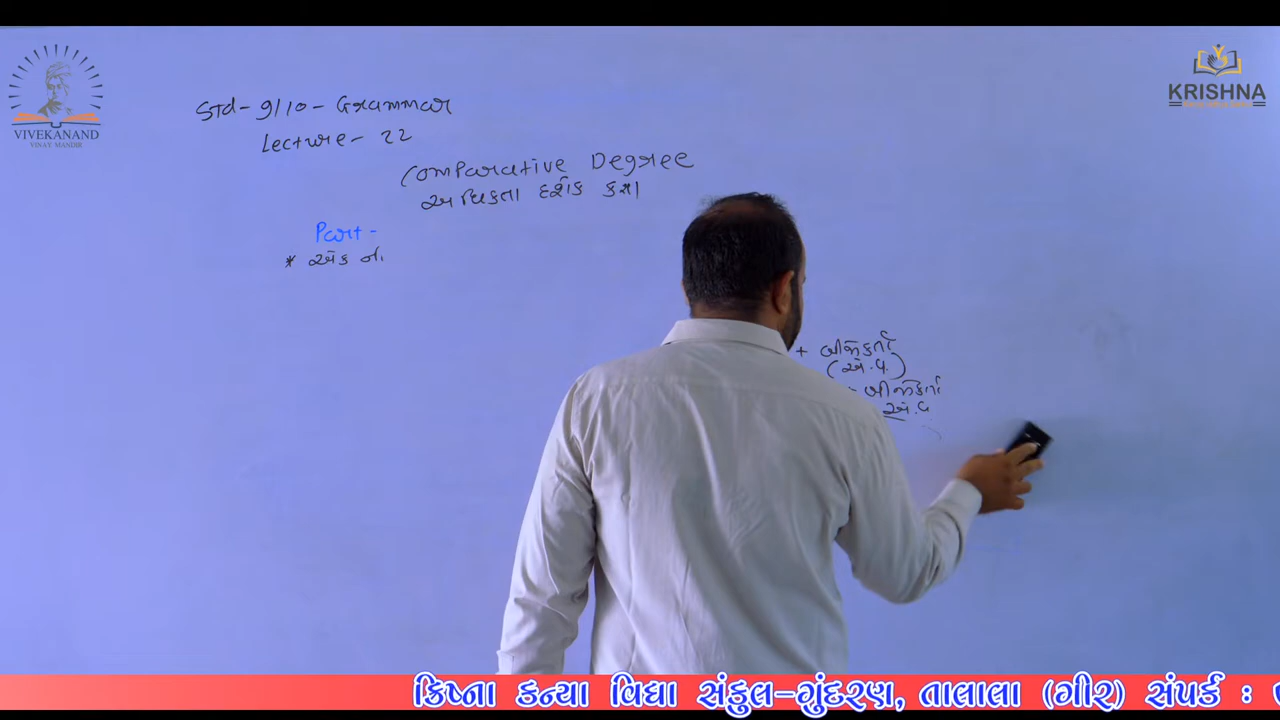 VIVEKANAND
VINAY MANDIR
KRISHNA
Std-9/10-Grammar
Lecture-22
Comparative Degree
અધિકતા દર્શક કક્ષા
Part-
* એક ની
+ બીજોકર્તા
(એ.વ.)
બીજોકર્તા
એ.વ.
ક્રિષ્ના કન્યા વિદ્યા સંકુલ-ગુંદરણ, તાલાલા (ગીર) સંપર્ક :